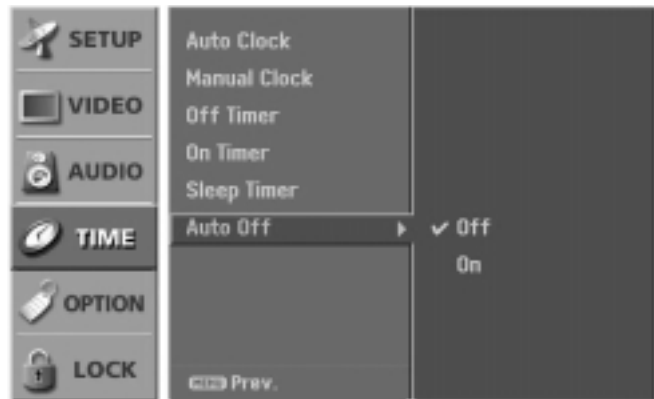 SETUP
VIDEO
AUDIO
TIME
OPTION
LOCK
Auto Clock
Manual Clock
Off Timer
On Timer
Sleep Timer
Auto Off
Off
On
MENU Prev.